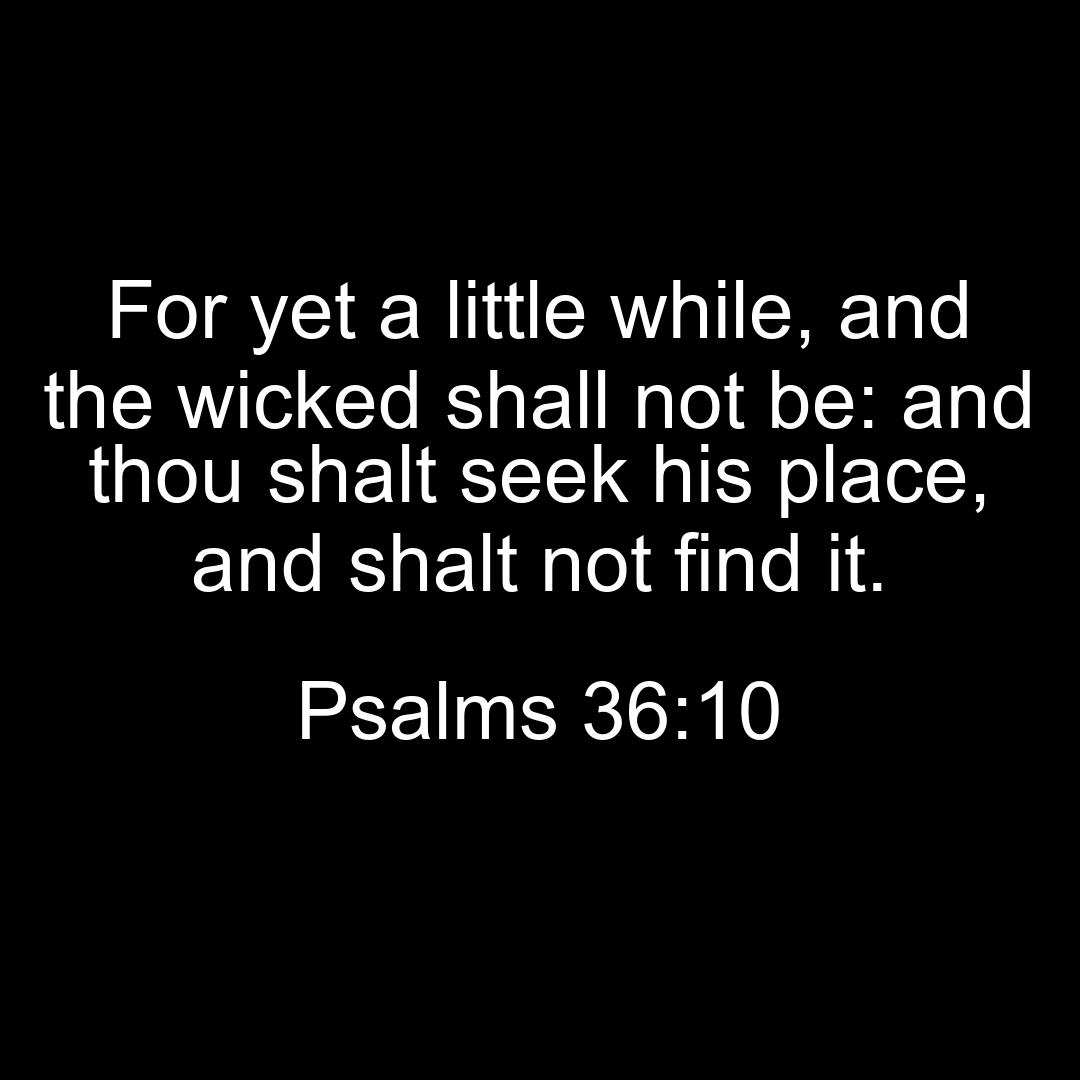 For yet a little while, and
the wicked shall not be: and
thou shalt seek his place,
and shalt not find it.
Psalms 36:10